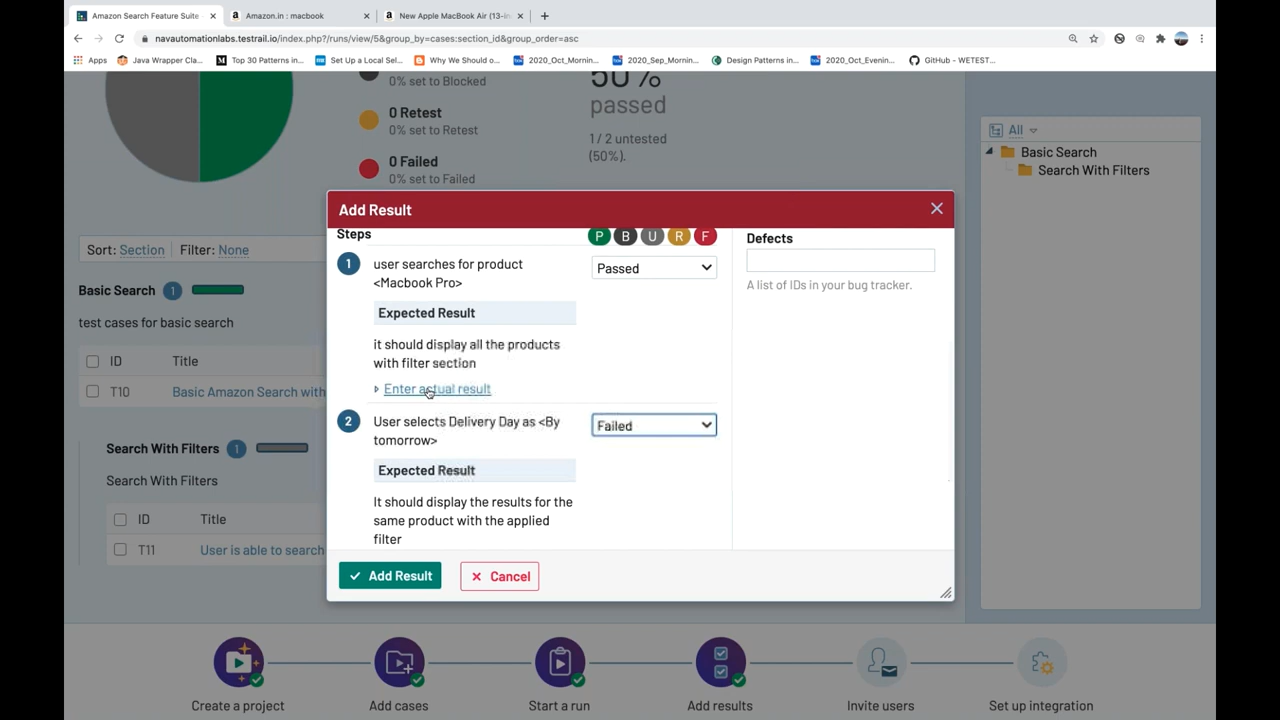 Amazon Search Feature Suite -
Amazon.in : macbook
New Apple MacBook Air (13-in
navautomationlabs.testrail.io/index.php?/runs/view/5&group_by=cases:section_id&group_order=asc
Apps
Java Wrapper Cla...
Top 30 Patterns in...
Set Up a Local Sel...
Why We Should o...
2020_Oct_Mornin...
2020_Sep_Mornin...
Design Patterns in...
2020_Oct_Evenin...
GitHub - WETEST...
0% set to Blocked
0 Retest
0% set to Retest
0 Failed
0% set to Failed
50%
passed
1 / 2 untested
(50%).
All
Basic Search
Search With Filters
Sort: Section
Filter: None
Basic Search 1
test cases for basic search
ID Title
T10 Basic Amazon Search with
Search With Filters 1
Search With Filters
ID Title
T11 User is able to search
Add Result
Steps
P B U R F
1 user searches for product
<Macbook Pro>
Passed
Expected Result
it should display all the products
with filter section
Enter actual result
2 User selects Delivery Day as <By
tomorrow>
Failed
Expected Result
It should display the results for the
same product with the applied
filter
Defects
A list of IDs in your bug tracker.
Add Result
Cancel
Create a project
Add cases
Start a run
Add results
Invite users
Set up integration